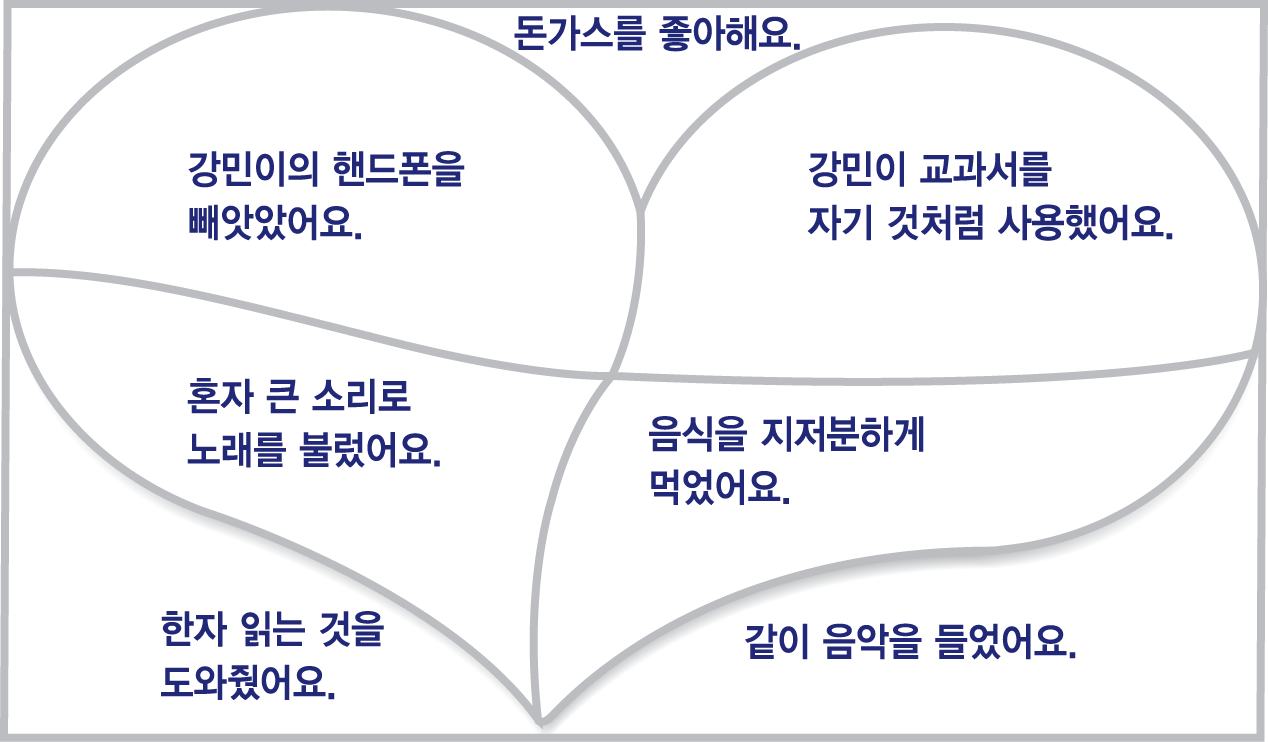 돈가스를 좋아해요.
강민이의 핸드폰을
빼앗았어요.
강민이 교과서를
자기 것처럼 사용했어요.
혼자 큰 소리로
노래를 불렀어요.
음식을 지저분하게
먹었어요.
한자 읽는 것을
도와줬어요.
같이 음악을 들었어요.